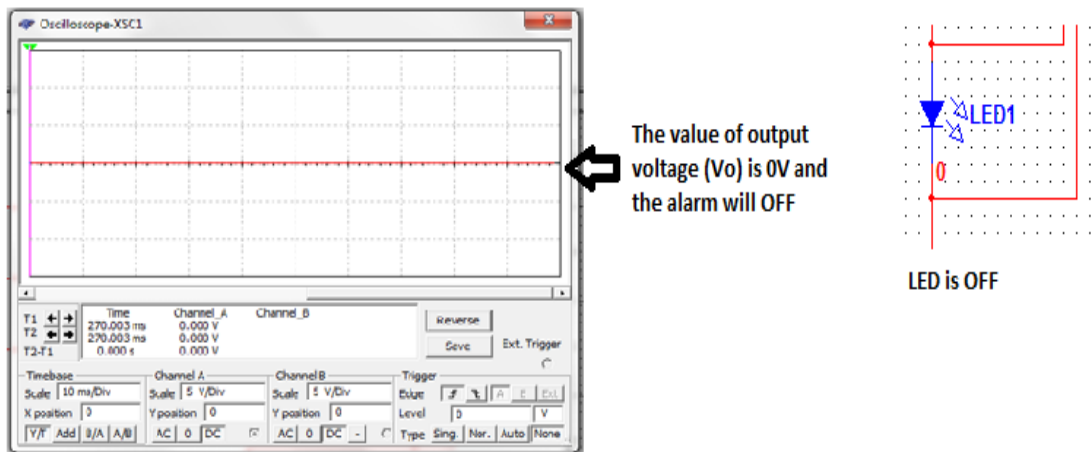 Oscilloscope-XSC1
The value of output
voltage (Vo) is 0V and
the alarm will OFF
LED1
0
LED is OFF
Time Channel_A Channel_B
T1 270.003 ms 0.000 V
T2 270.003 ms 0.000 V
T2-T1 0.000 s 0.000 V
Reverse
Save
Ext. Trigger
Timebase
Scale 10 ms/Div
X position 0
Y/T Add B/A A/B
Channel A
Scale 5 V/Div
Y position 0
AC 0 DC
Channel B
Scale 5 V/Div
Y position 0
AC 0 DC -
Trigger
Edge A B Ext
Level 0 V
Type Sing. Nor. Auto None